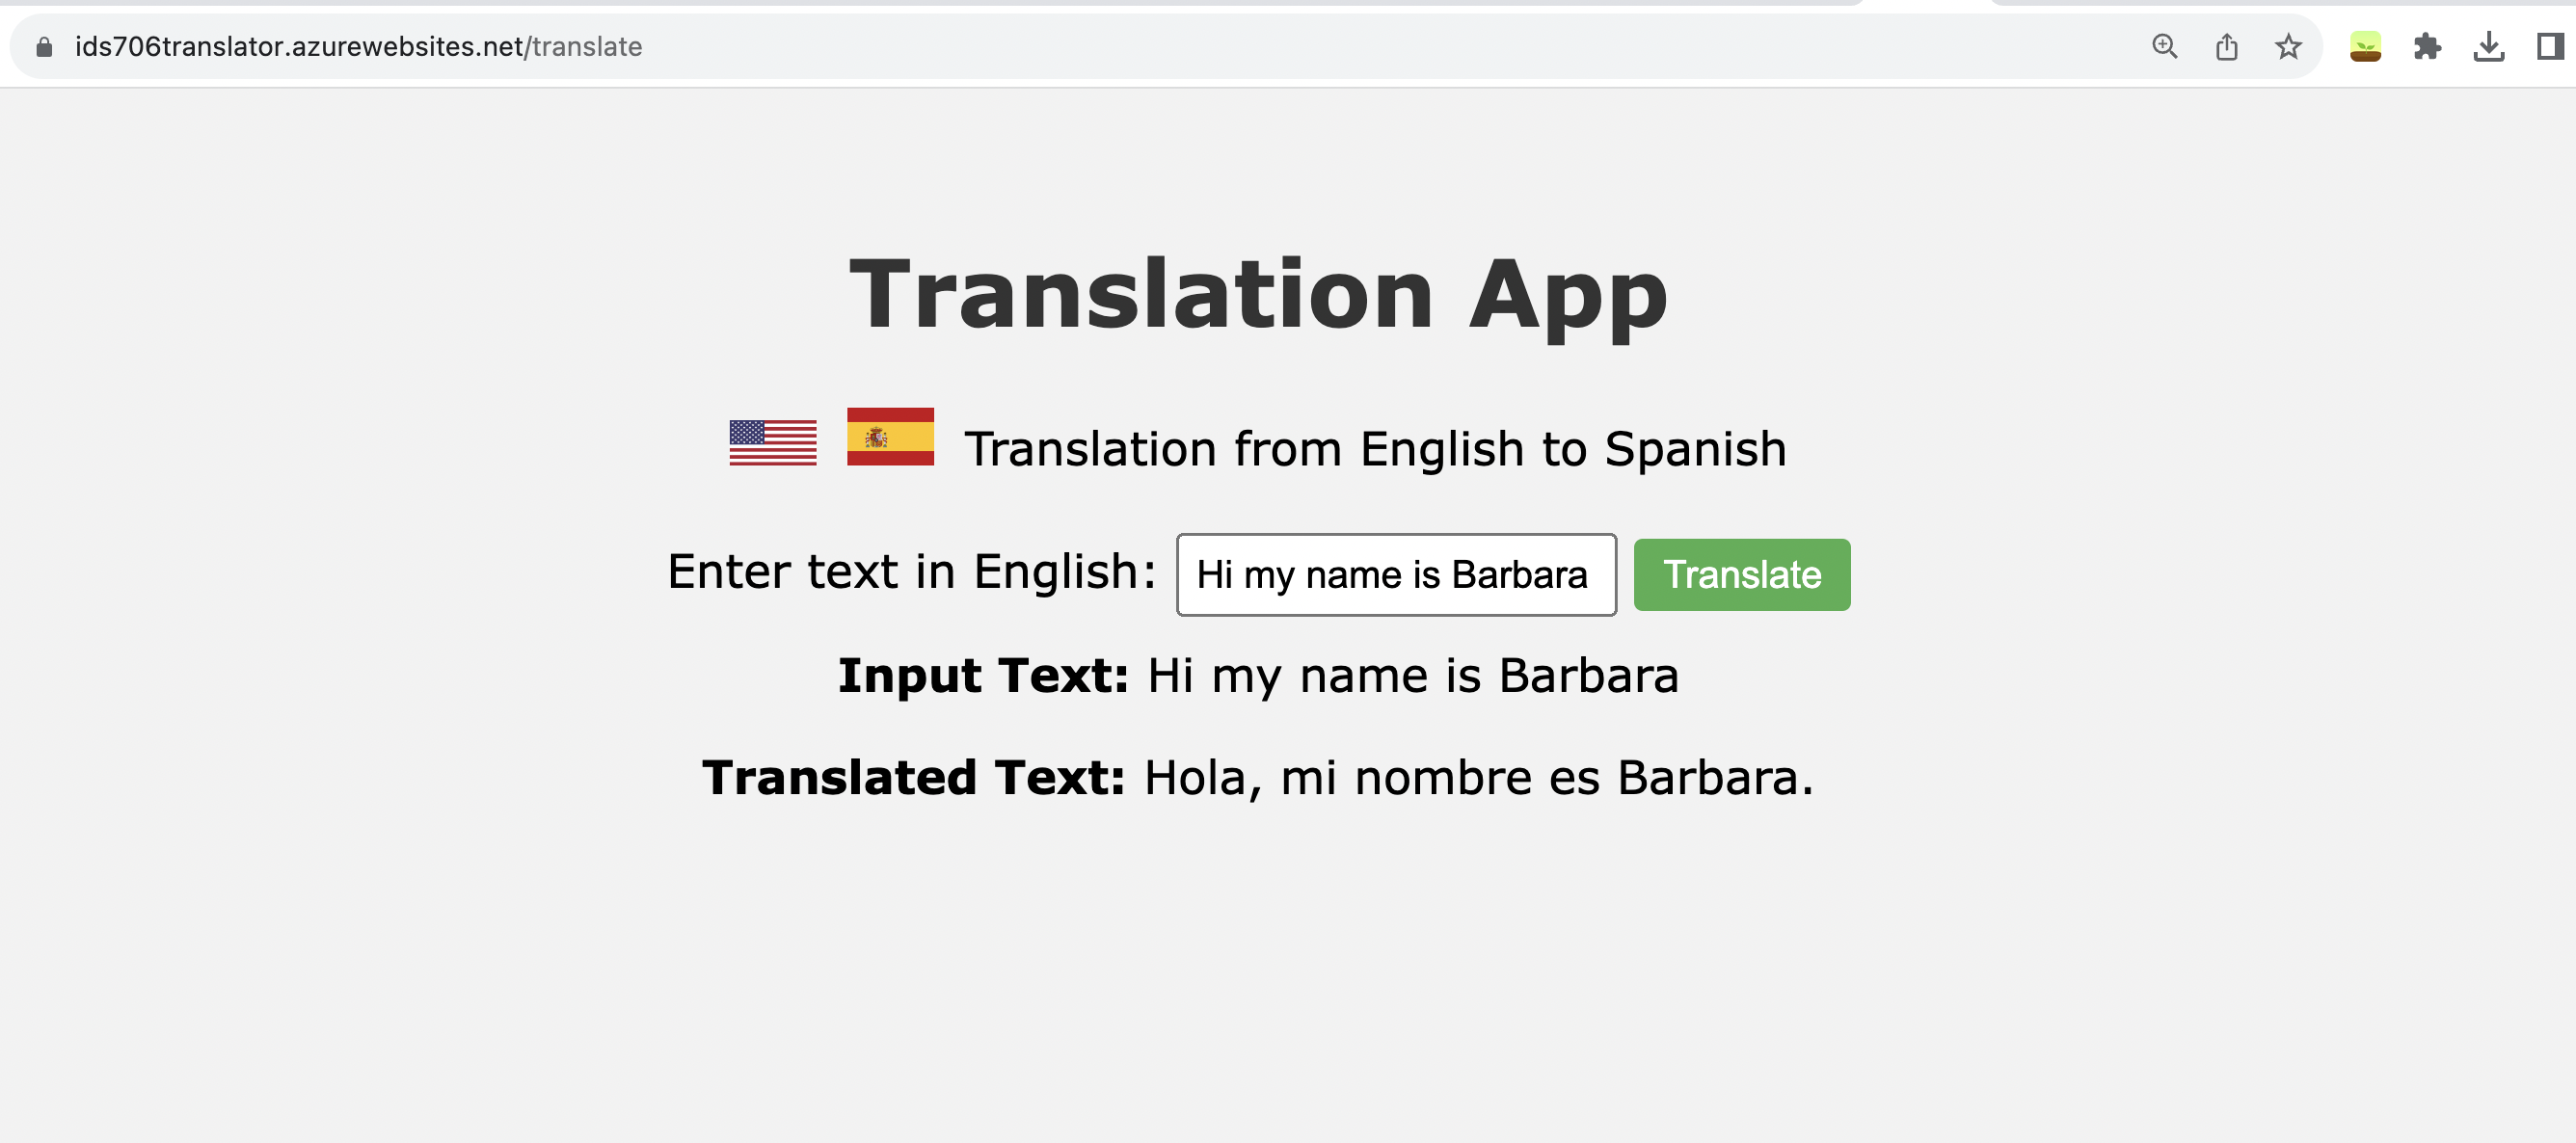 ids706translator.azurewebsites.net/translate
Translation App
Translation from English to Spanish
Enter text in English: Hi my name is Barbara Translate
Input Text: Hi my name is Barbara
Translated Text: Hola, mi nombre es Barbara.